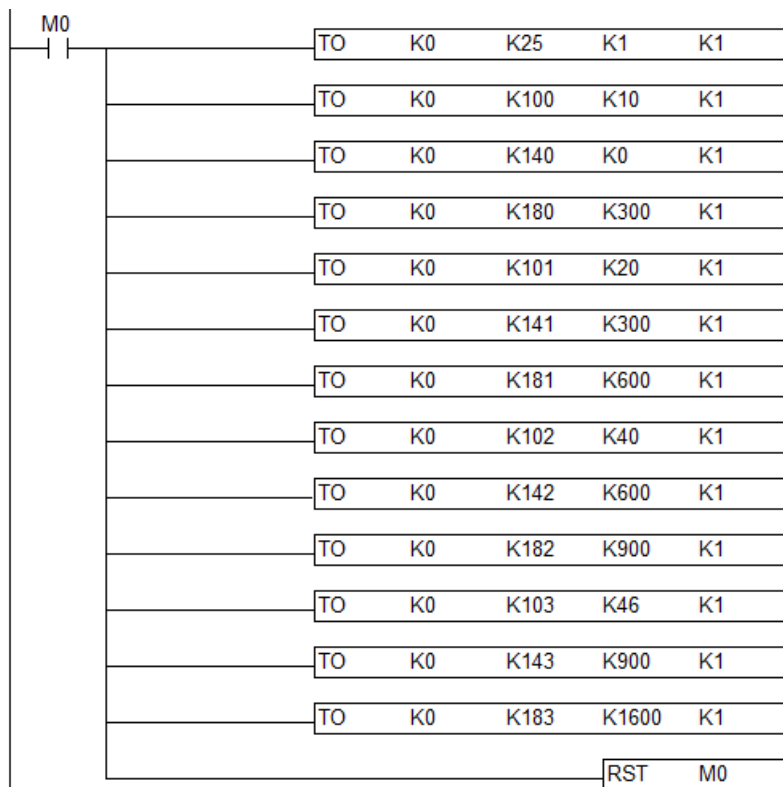 M0
TO K0 K25 K1 K1
TO K0 K100 K10 K1
TO K0 K140 K0 K1
TO K0 K180 K300 K1
TO K0 K101 K20 K1
TO K0 K141 K300 K1
TO K0 K181 K600 K1
TO K0 K102 K40 K1
TO K0 K142 K600 K1
TO K0 K182 K900 K1
TO K0 K103 K46 K1
TO K0 K143 K900 K1
TO K0 K183 K1600 K1
RST M0